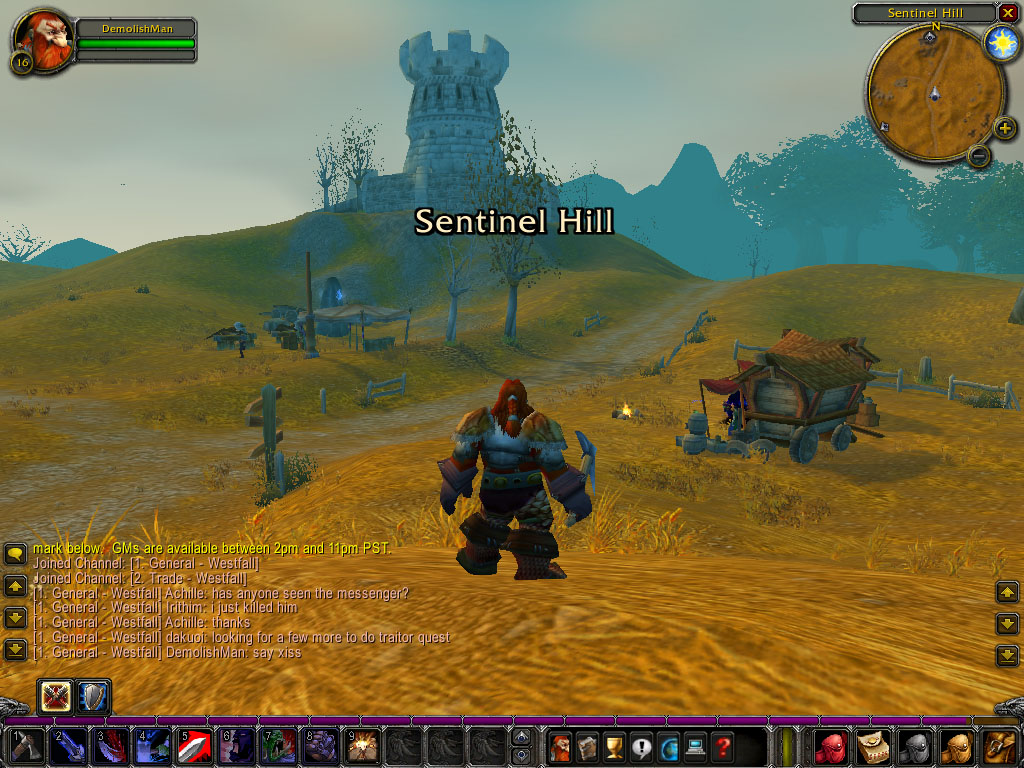 DemolishMan
16
Sentinel Hill
N
Sentinel Hill
mark below. GMs are available between 2pm and 11pm PST.
Joined Channel: [1. General - Westfall]
Joined Channel: [2. Trade - Westfall]
[1. General - Westfall] Achille: has anyone seen the messenger?
[1. General - Westfall] Irithim: i just killed him
[1. General - Westfall] Achille: thanks
[1. General - Westfall] dakuoi: looking for a few more to do traitor quest
[1. General - Westfall] DemolishMan: say xiss
1 2 3 4 5 6 7 8 9